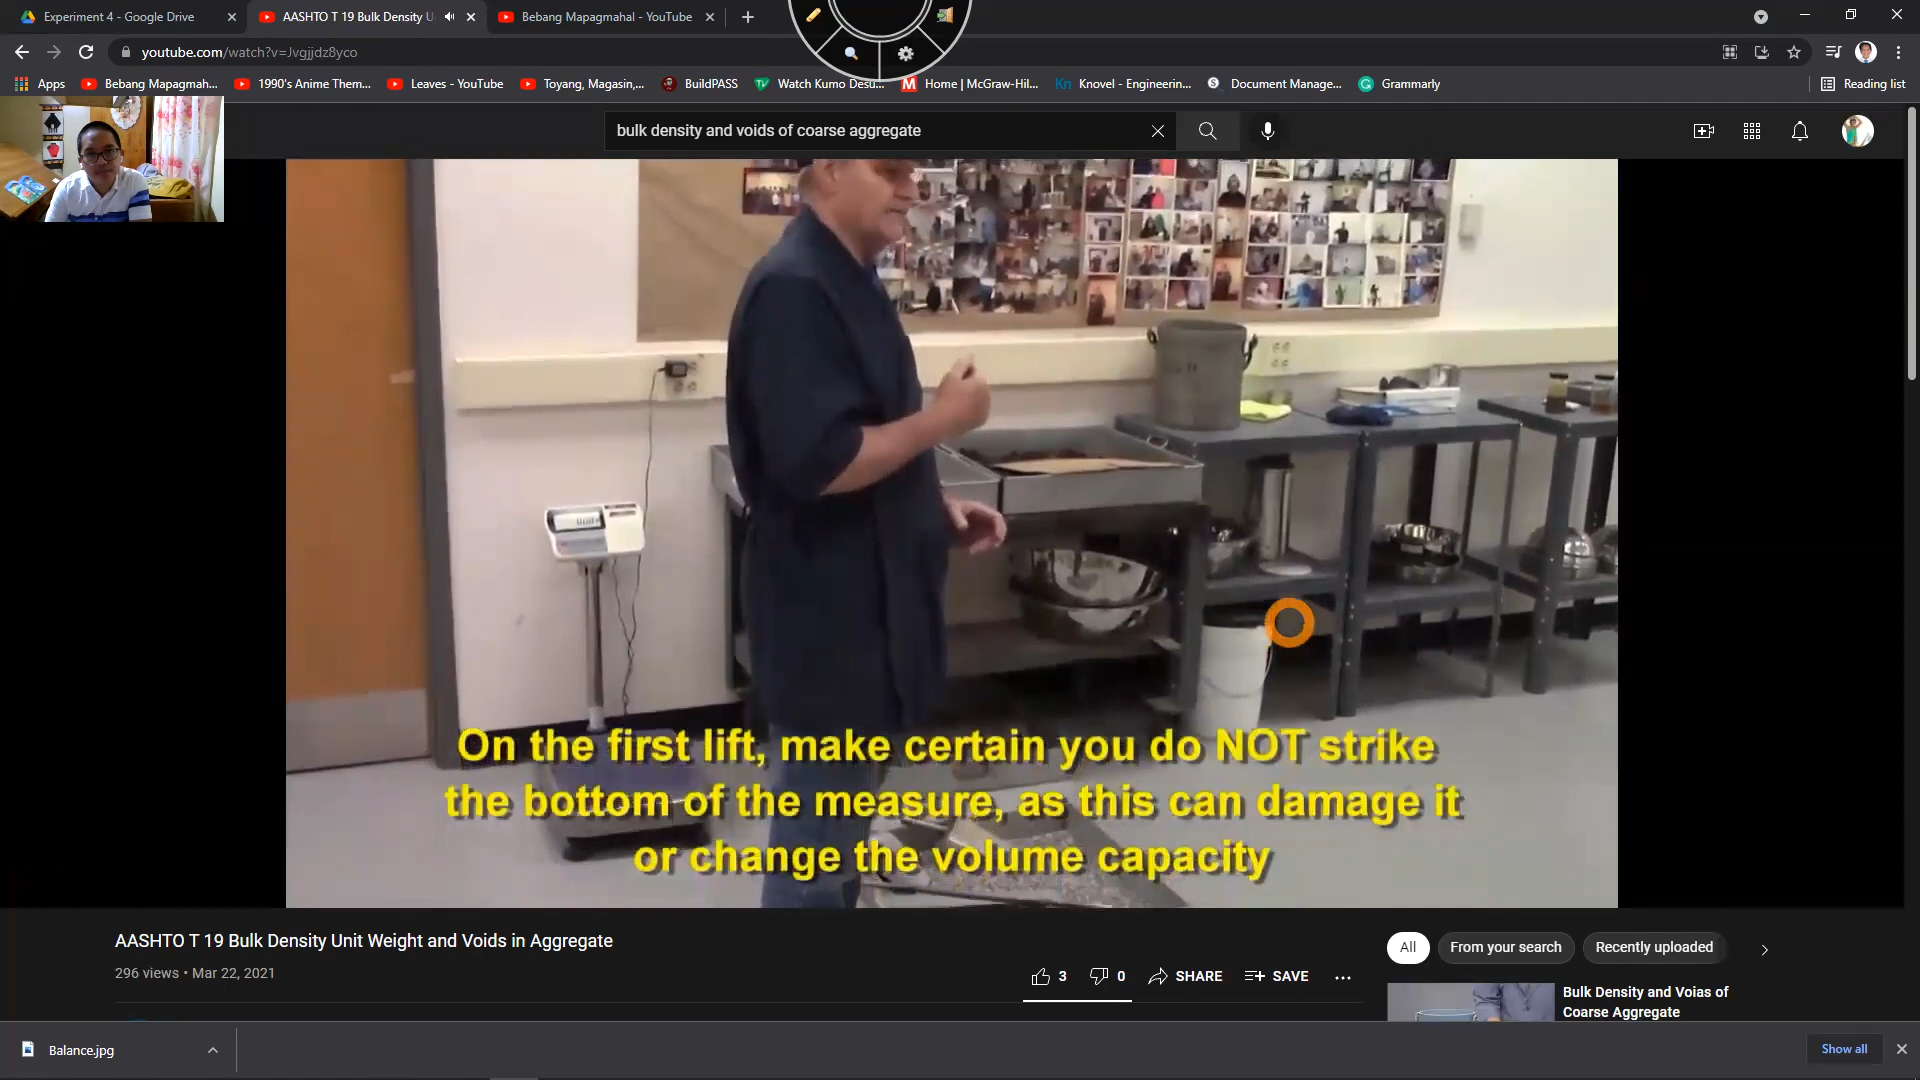 Experiment 4 - Google Drive
AASHTO T 19 Bulk Density U
Bebang Mapagmahal - YouTube
youtube.com/watch?v=Jvgjjdz8yco
Apps
Bebang Mapagmah...
1990's Anime Them...
Leaves - YouTube
Toyang, Magasin,...
BuildPASS
Watch Kumo Desu...
Home | McGraw-Hil...
Kn Knovel - Engineerin...
Document Manage...
Grammarly
Reading list
bulk density and voids of coarse aggregate
On the first lift, make certain you do NOT strike
the bottom of the measure, as this can damage it
or change the volume capacity
AASHTO T 19 Bulk Density Unit Weight and Voids in Aggregate
296 views • Mar 22, 2021
3
0
SHARE
SAVE
All
From your search
Recently uploaded
Bulk Density and Voias of
Coarse Aggregate
Balance.jpg
Show all